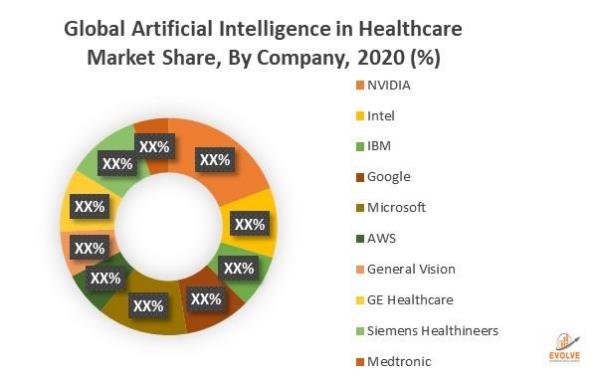 Global Artificial Intelligence in Healthcare
Market Share, By Company, 2020 (%)
NVIDIA
Intel
IBM
Google
Microsoft
AWS
General Vision
GE Healthcare
Siemens Healthineers
Medtronic
XX%
XX%
XX%
XX%
XX%
XX%
XX%
XX%
XX%
XX%
EVOLVE